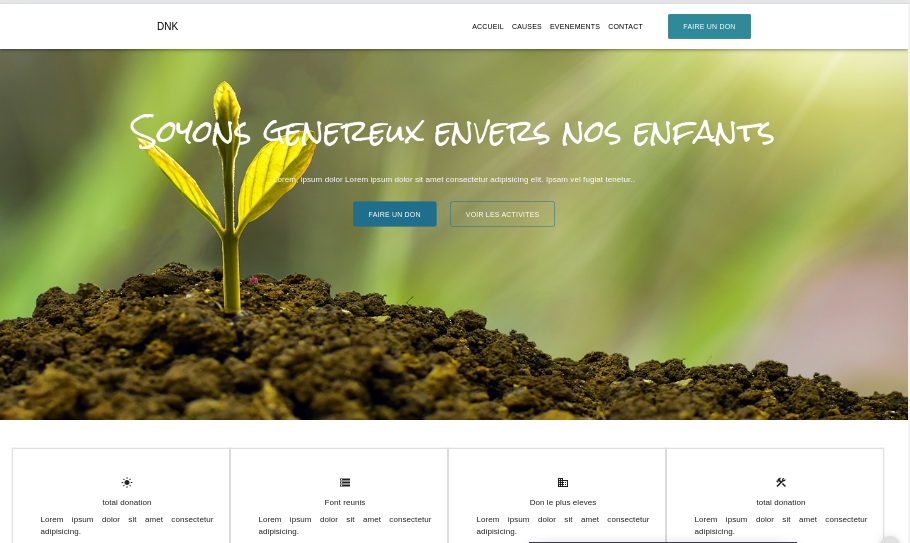 DNK
ACCUEIL CAUSES EVENEMENTS CONTACT FAIRE UN DON
Soyons genereux envers nos enfants
Lorem, ipsum dolor Lorem ipsum dolor sit amet consectetur adipisicing elit. Ipsam vel fugiat tenetur..
FAIRE UN DON VOIR LES ACTIVITES
total donation
Lorem ipsum dolor sit amet consectetur
adipisicing.
Font reunis
Lorem ipsum dolor sit amet consectetur
adipisicing.
Don le plus eleves
Lorem ipsum dolor sit amet consectetur
adipisicing.
total donation
Lorem ipsum dolor sit amet consectetur
adipisicing.